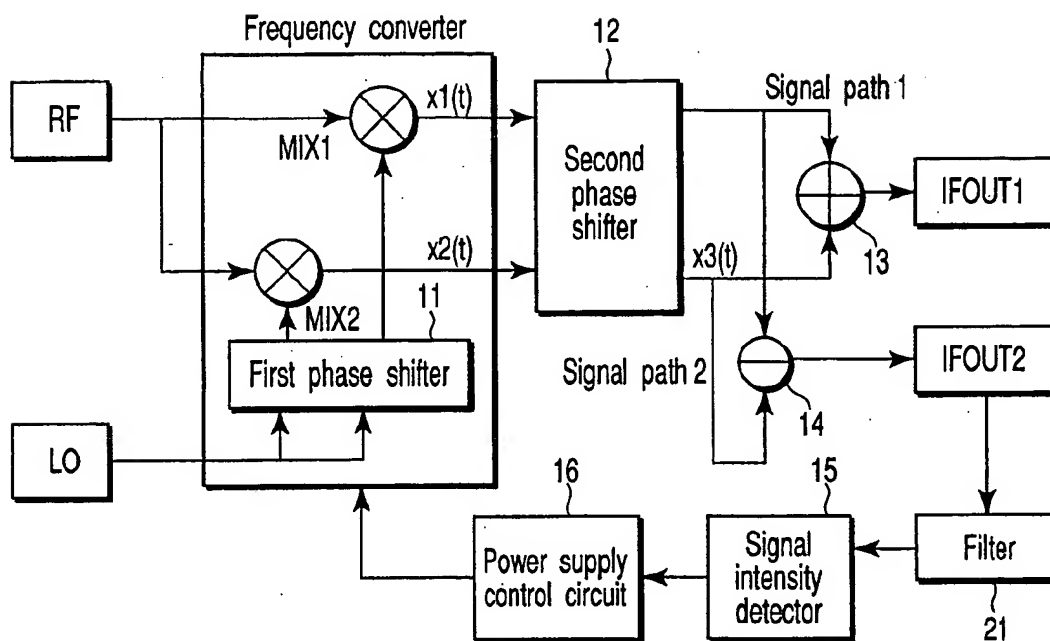 Frequency converter
12
RF
x1(t)
Signal path 1
MIX1
Second
phase
shifter
IFOUT1
13
x2(t)
x3(t)
MIX2
11
First phase shifter
Signal path 2
IFOUT2
14
LO
16
15
Power supply
control circuit
Signal
intensity
detector
Filter
21